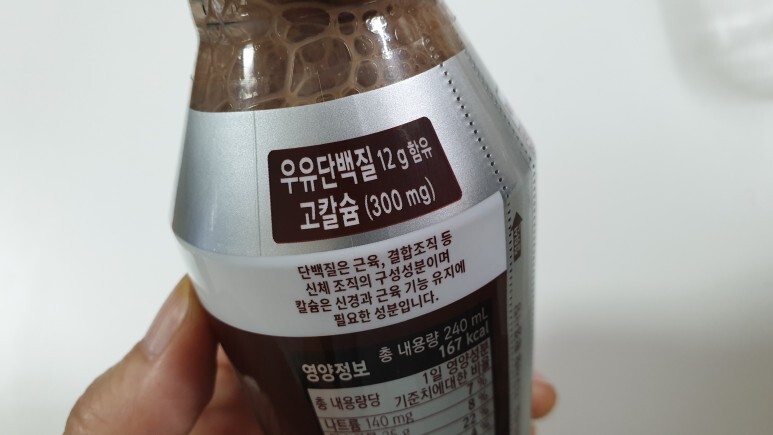 우유단백질 12 g 함유
고칼슘 (300 mg)
단백질은 근육, 결합조직 등
신체 조직의 구성성분이며
칼슘은 신경과 근육 기능 유지에
필요한 성분입니다.
영양정보
총 내용량 240 mL
167 kcal
총 내용량당
1일 영양성분
기준치에 대한 비율
나트륨 140 mg
7 %
8 %